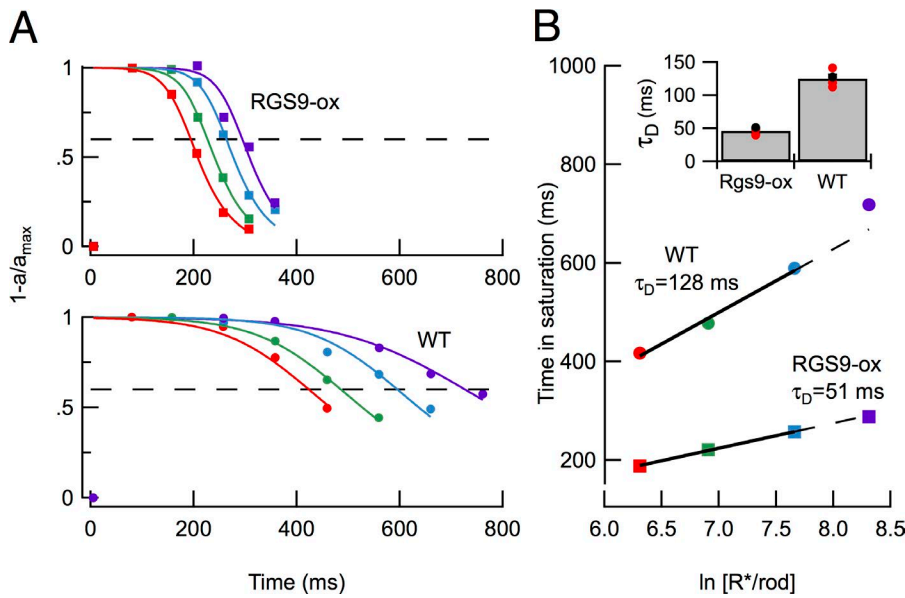 A
1
.5
0
RGS9-ox
0
200
400
600
800
1-a/amax
1
.5
0
WT
0
200
400
600
800
Time (ms)
B
1000
800
600
400
200
Time in saturation (ms)
150
100
50
0
τD (ms)
Rgs9-ox
WT
WT
τD=128 ms
RGS9-ox
τD=51 ms
6.0
6.5
7.0
7.5
8.0
8.5
ln [R*/rod]